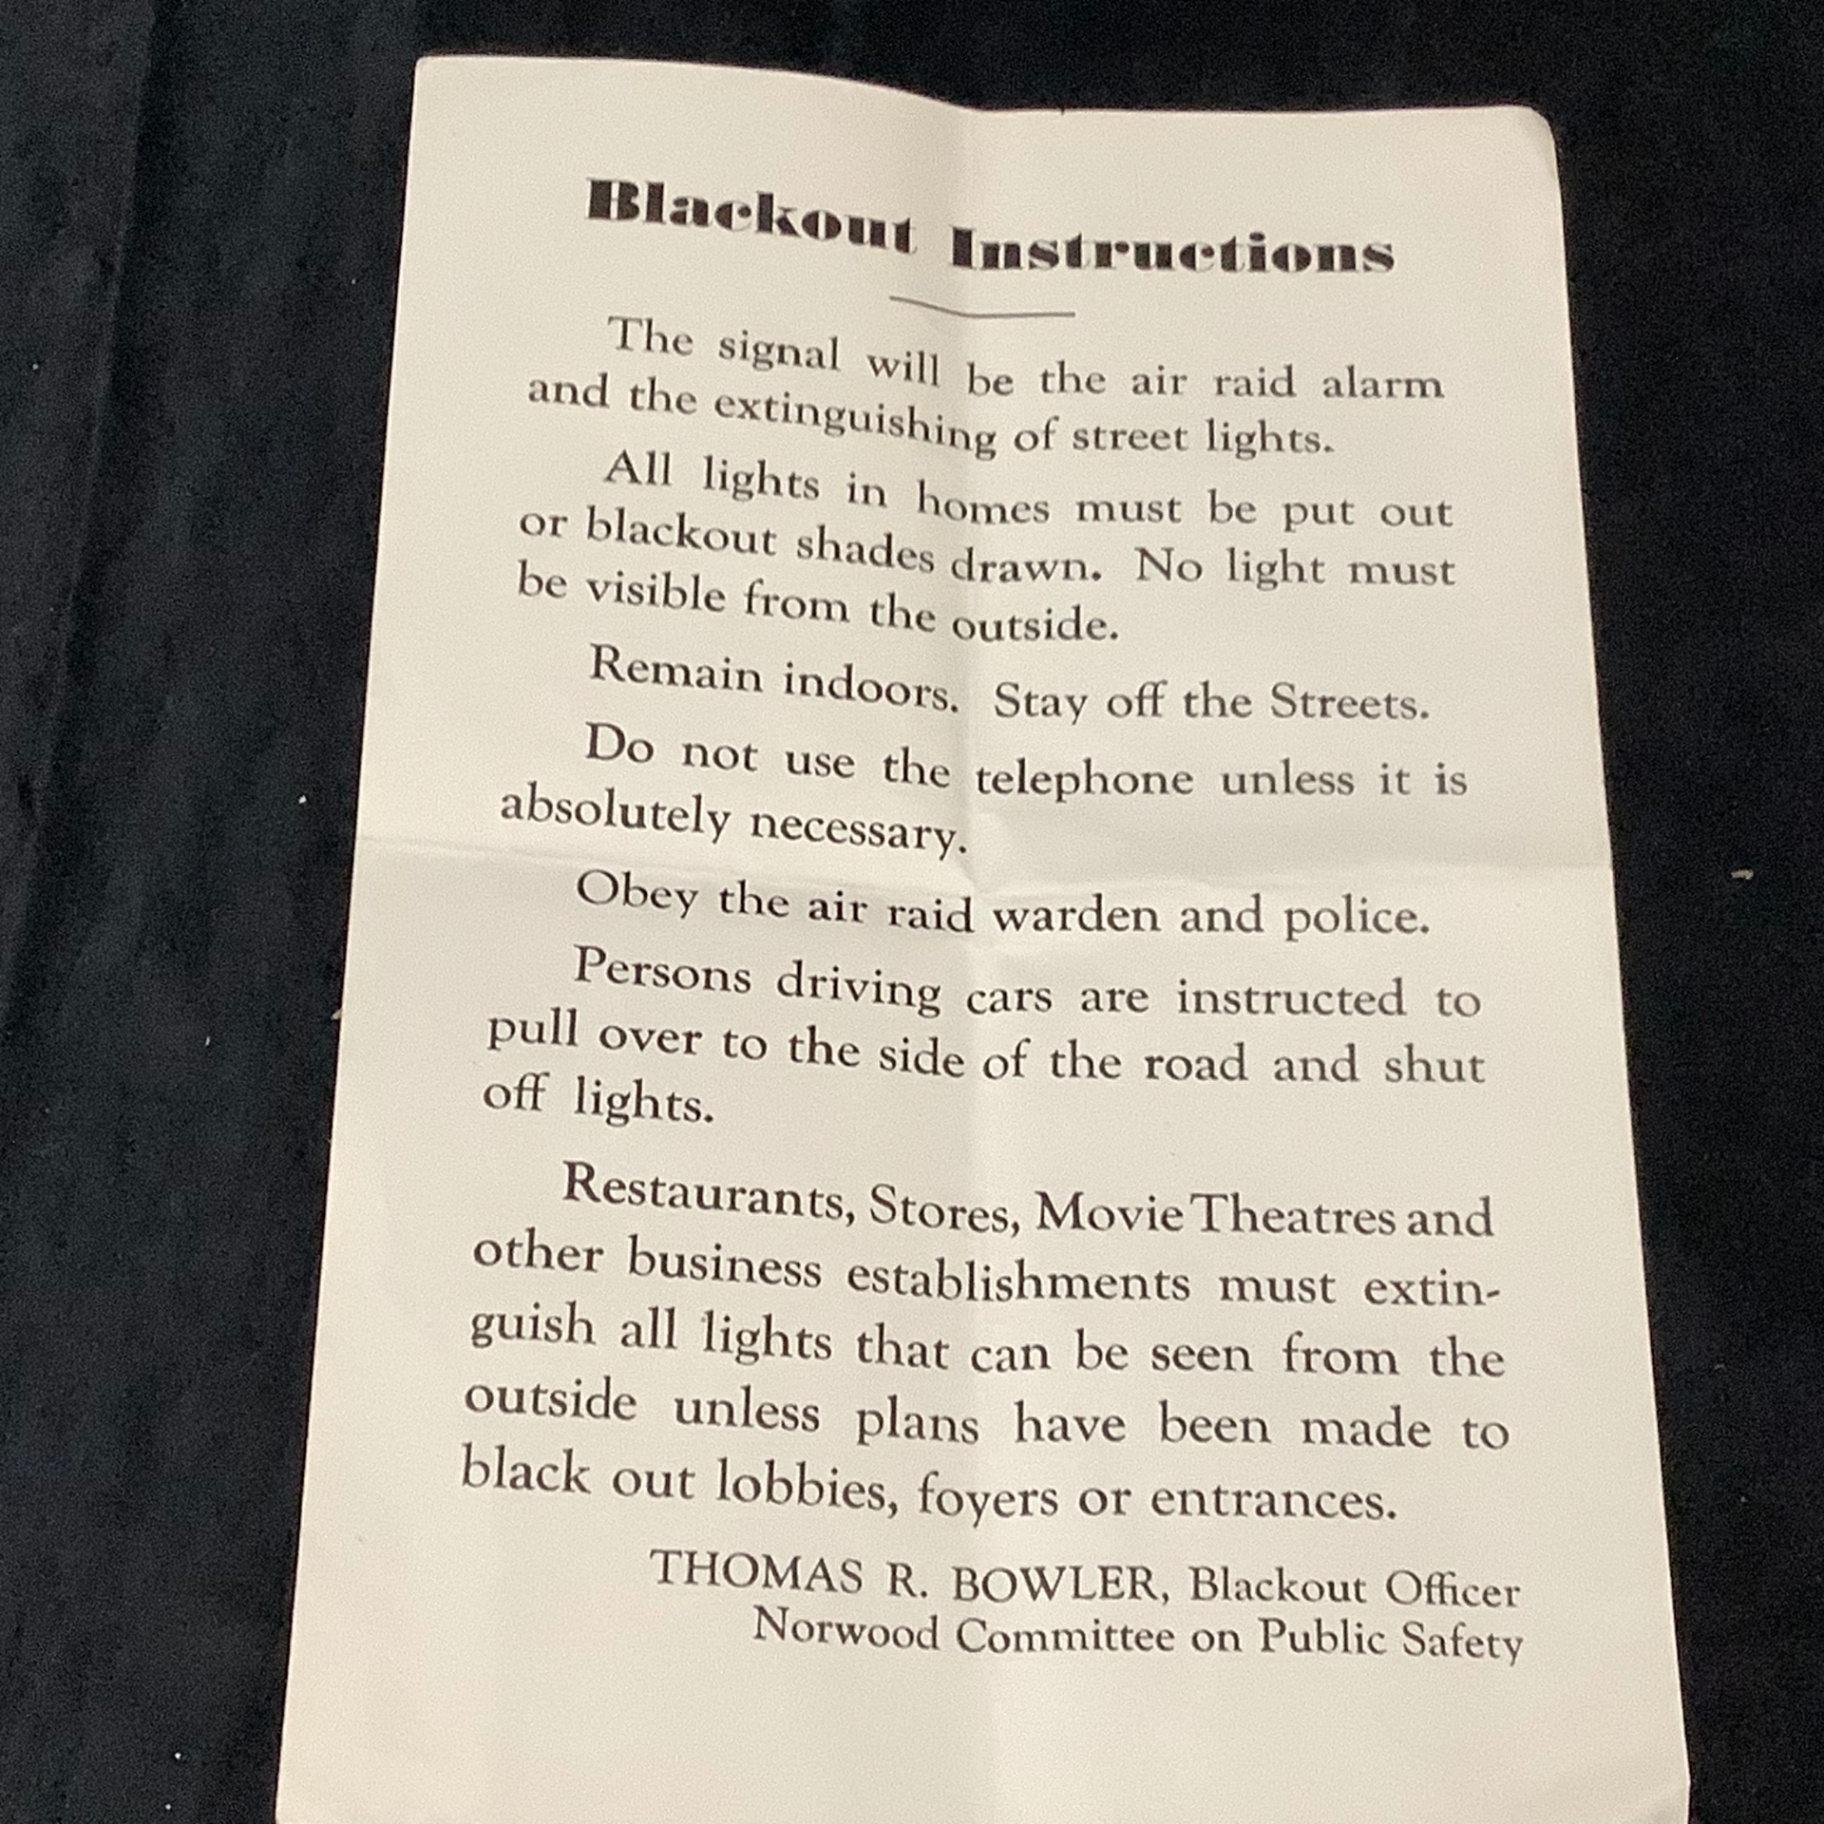 Blackout Instructions
The signal will be the air raid alarm
and the extinguishing of street lights.
All lights in homes must be put out
or blackout shades drawn. No light must
be visible from the outside.
Remain indoors. Stay off the Streets.
Do not use the telephone unless it is
absolutely necessary.
Obey the air raid warden and police.
Persons driving cars are instructed to
pull over to the side of the road and shut
off lights.
Restaurants, Stores, Movie Theatres and
other business establishments must extin-
guish all lights that can be seen from the
outside unless plans have been made to
black out lobbies, foyers or entrances.
THOMAS R. BOWLER, Blackout Officer
Norwood Committee on Public Safety